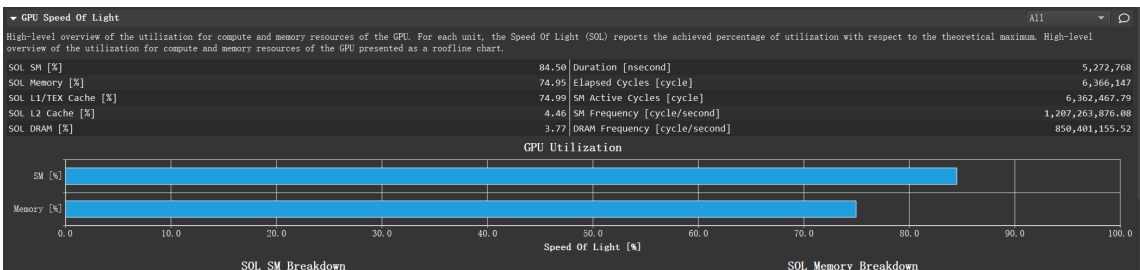 GPU Speed Of Light All
High-level overview of the utilization for compute and memory resources of the GPU. For each unit, the Speed Of Light (SOL) reports the achieved percentage of utilization with respect to the theoretical maximum. High-level
overview of the utilization for compute and memory resources of the GPU presented as a roofline chart.
SOL SM [%] 84.50 Duration [nsecond] 5,272,768
SOL Memory [%] 74.95 Elapsed Cycles [cycle] 6,366,147
SOL L1/TEX Cache [%] 74.99 SM Active Cycles [cycle] 6,362,467.79
SOL L2 Cache [%] 4.46 SM Frequency [cycle/second] 1,207,263,876.08
SOL DRAM [%] 3.77 DRAM Frequency [cycle/second] 850,401,155.52
GPU Utilization
SM [%]
Memory [%]
0.0 10.0 20.0 30.0 40.0 50.0 60.0 70.0 80.0 90.0 100.0
Speed Of Light [%]
SOL SM Breakdown SOL Memory Breakdown